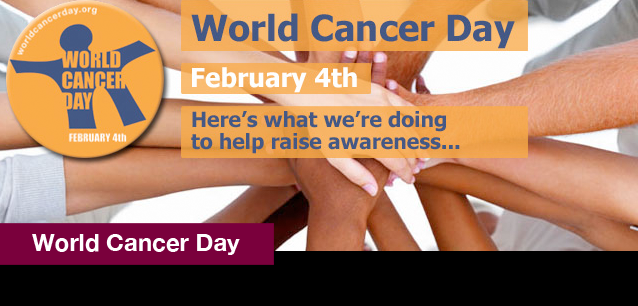 worldcancerday.org
WORLD
CANCER
DAY
FEBRUARY 4th
World Cancer Day
February 4th
Here's what we're doing
to help raise awareness...
World Cancer Day